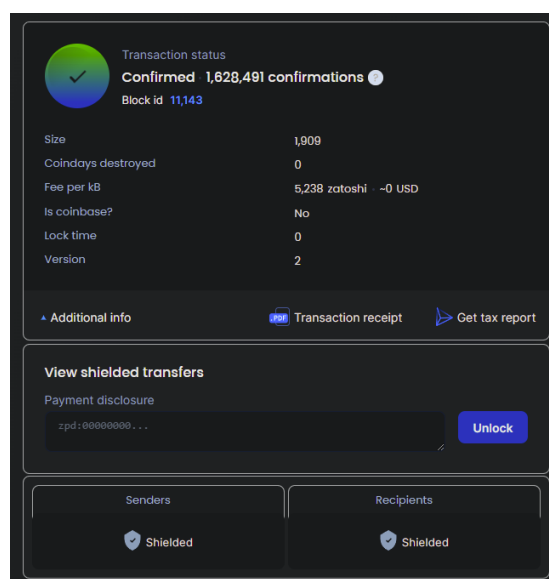 Transaction status
Confirmed · 1,628,491 confirmations ?
Block id 11,143
Size 1,909
Coindays destroyed 0
Fee per kB 5,238 zatoshi · ~0 USD
Is coinbase? No
Lock time 0
Version 2
Additional info .PDF Transaction receipt Get tax report
View shielded transfers
Payment disclosure
zpd:00000000... Unlock
Senders Recipients
Shielded Shielded